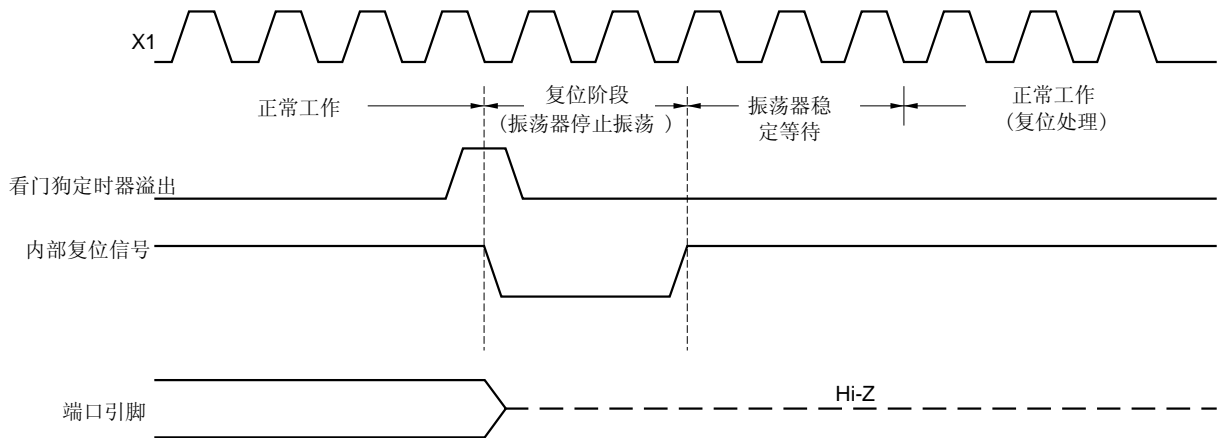 X1
正常工作
复位阶段
(振荡器停止振荡 )
振荡器稳
定等待
正常工作
(复位处理)
看门狗定时器溢出
内部复位信号
端口引脚
Hi-Z